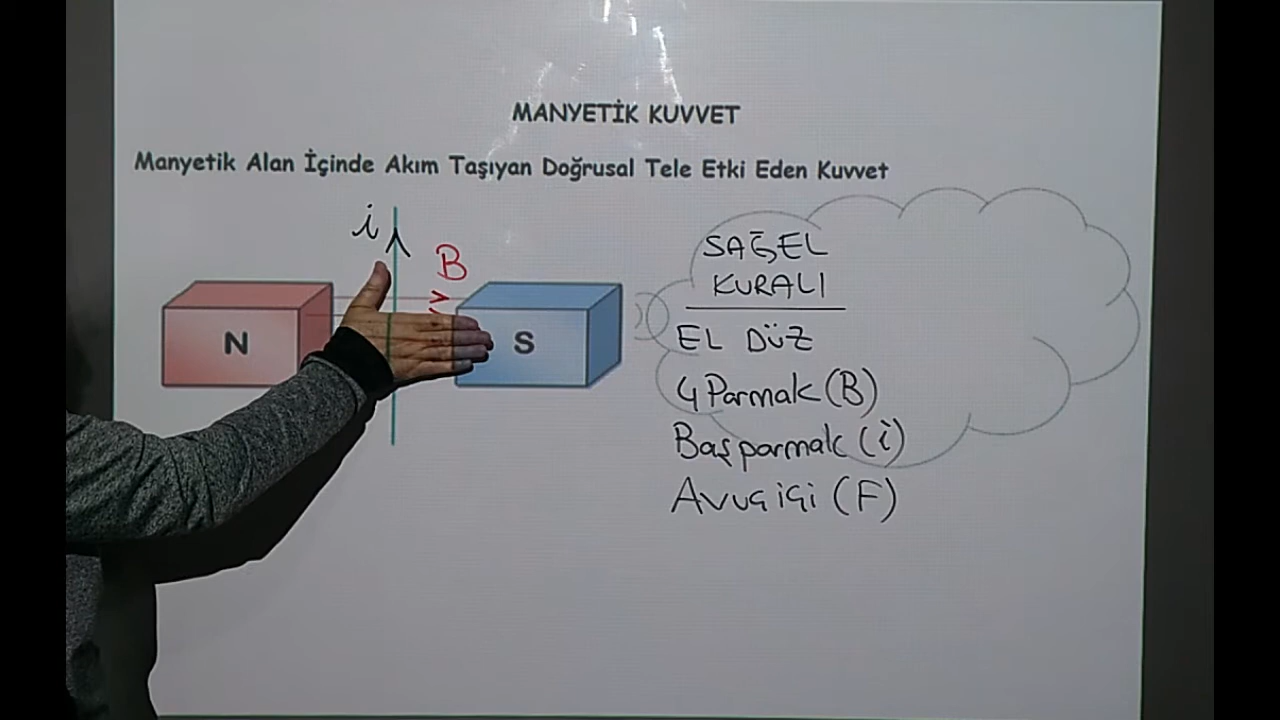 MANYETİK KUVVET
Manyetik Alan İçinde Akım Taşıyan Doğrusal Tele Etki Eden Kuvvet
i
B
N
S
SAĞEL
KURALI
EL DÜZ
4 Parmak (B)
Başparmak (i)
Avuç içi (F)